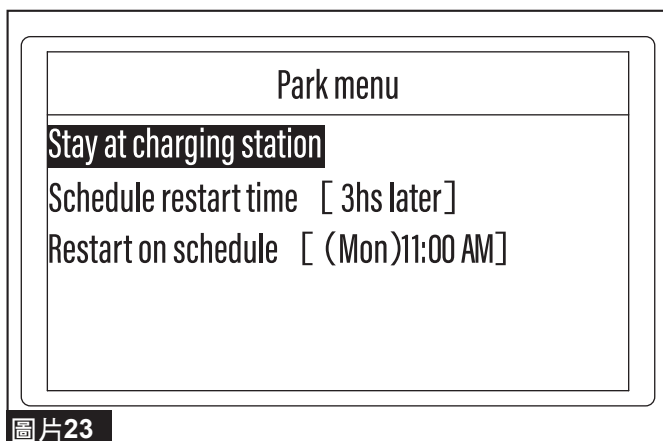 Park menu
Stay at charging station
Schedule restart time [ 3hs later]
Restart on schedule [ (Mon)11:00 AM]
圖片23